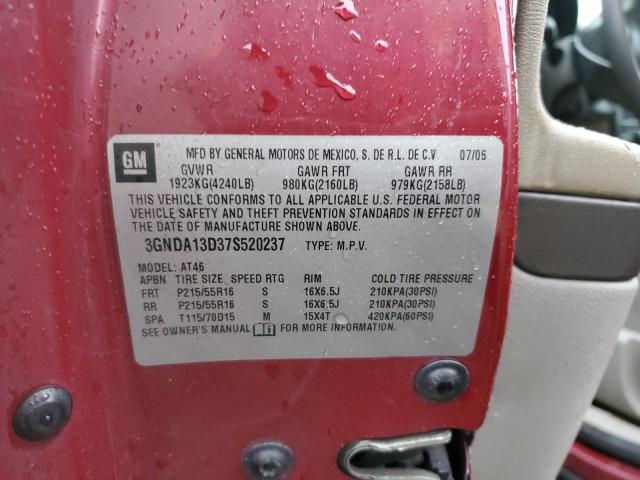 GM
MFD BY GENERAL MOTORS DE MEXICO, S. DE R.L. DE C.V. 07/06
GVWR GAWR FRT GAWR RR
1923KG(4240LB) 980KG(2160LB) 979KG(2158LB)
THIS VEHICLE CONFORMS TO ALL APPLICABLE U.S. FEDERAL MOTOR
VEHICLE SAFETY AND THEFT PREVENTION STANDARDS IN EFFECT ON
THE DATE OF MANUFACTURE SHOWN ABOVE.
3GNDA13D37S520237 TYPE: M.P.V.
MODEL: AT46
APBN TIRE SIZE, SPEED RTG RIM COLD TIRE PRESSURE
FRT P215/55R16 S 16X6.5J 210KPA(30PSI)
RR P215/55R16 S 16X6.5J 210KPA(30PSI)
SPA T115/70D15 M 15X4T 420KPA(60PSI)
SEE OWNER'S MANUAL FOR MORE INFORMATION.